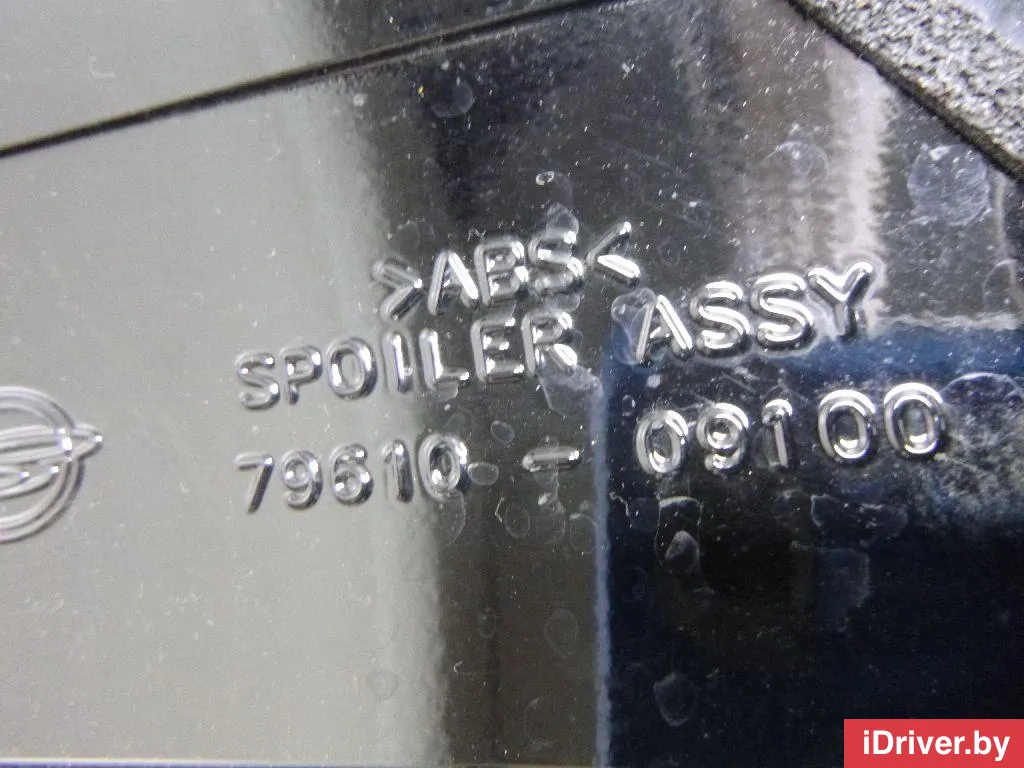 >ABS<
SPOILER ASSY
79610 - 09100
iDriver.by